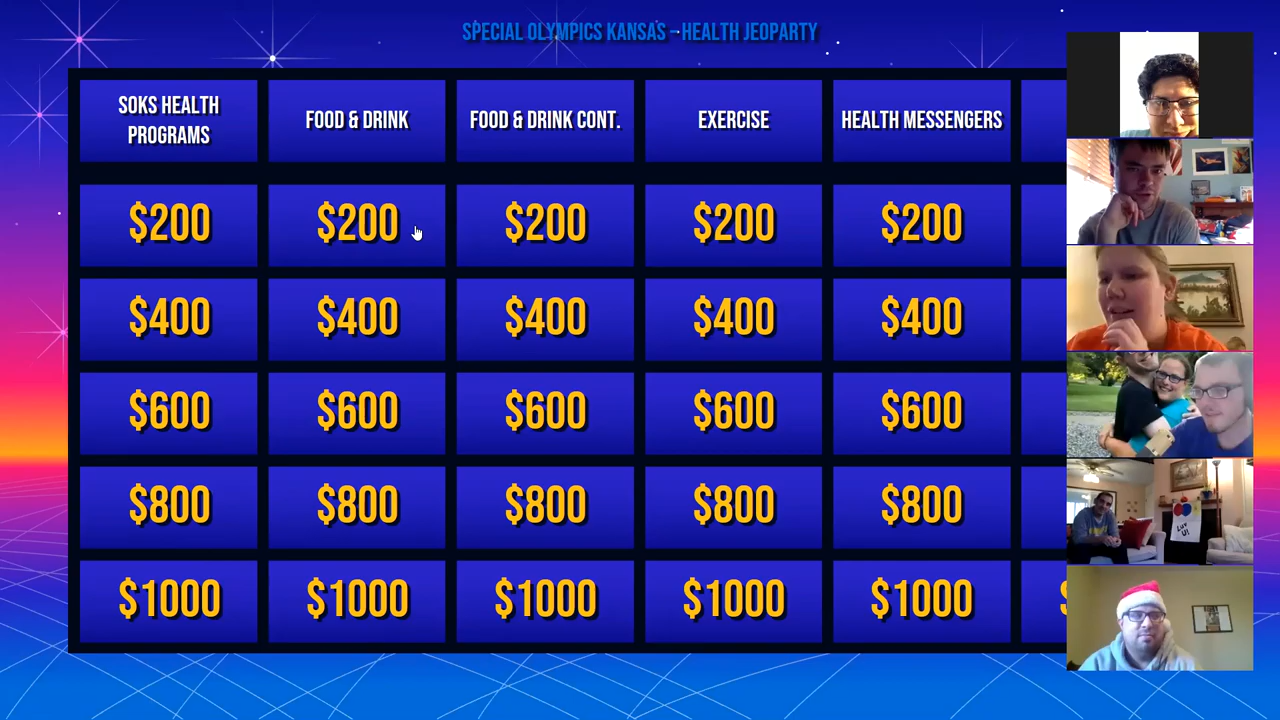 SPECIAL OLYMPICS KANSAS - HEALTH JEOPARTY
SOKS HEALTH
PROGRAMS
FOOD & DRINK
FOOD & DRINK CONT.
EXERCISE
HEALTH MESSENGERS
$200 $200 $200 $200 $200
$400 $400 $400 $400 $400
$600 $600 $600 $600 $600
$800 $800 $800 $800 $800
$1000 $1000 $1000 $1000 $1000 $
Luv
U!